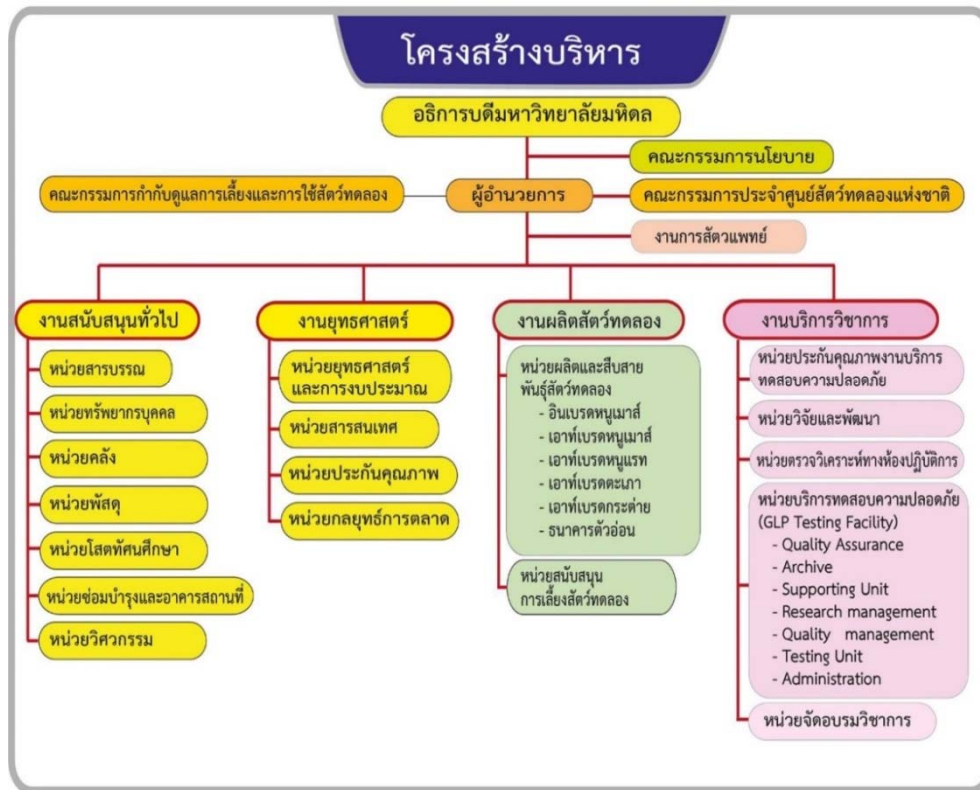 โครงสร้างบริหาร
อธิการบดีมหาวิทยาลัยมหิดล
คณะกรรมการนโยบาย
คณะกรรมการกำกับดูแลการเลี้ยงและการใช้สัตว์ทดลอง
ผู้อำนวยการ
คณะกรรมการประจำศูนย์สัตว์ทดลองแห่งชาติ
งานการสัตวแพทย์
งานสนับสนุนทั่วไป
หน่วยสารบรรณ
หน่วยทรัพยากรบุคคล
หน่วยคลัง
หน่วยพัสดุ
หน่วยโสตทัศนศึกษา
หน่วยซ่อมบำรุงและอาคารสถานที่
หน่วยวิศวกรรม
งานยุทธศาสตร์
หน่วยยุทธศาสตร์
และการงบประมาณ
หน่วยสารสนเทศ
หน่วยประกันคุณภาพ
หน่วยกลยุทธ์การตลาด
งานผลิตสัตว์ทดลอง
หน่วยผลิตและสืบสาย
พันธุ์สัตว์ทดลอง
- อินเบรดหนูเมาส์
- เอาท์เบรดหนูเมาส์
- เอาท์เบรดหนูแรท
- เอาท์เบรดตะเภา
- เอาท์เบรดกระต่าย
- ธนาคารตัวอ่อน
หน่วยสนับสนุน
การเลี้ยงสัตว์ทดลอง
งานบริการวิชาการ
หน่วยประกันคุณภาพงานบริการ
ทดสอบความปลอดภัย
หน่วยวิจัยและพัฒนา
หน่วยตรวจวิเคราะห์ทางห้องปฏิบัติการ
หน่วยบริการทดสอบความปลอดภัย
(GLP Testing Facility)
- Quality Assurance
- Archive
- Supporting Unit
- Research management
- Quality management
- Testing Unit
- Administration
หน่วยจัดอบรมวิชาการ